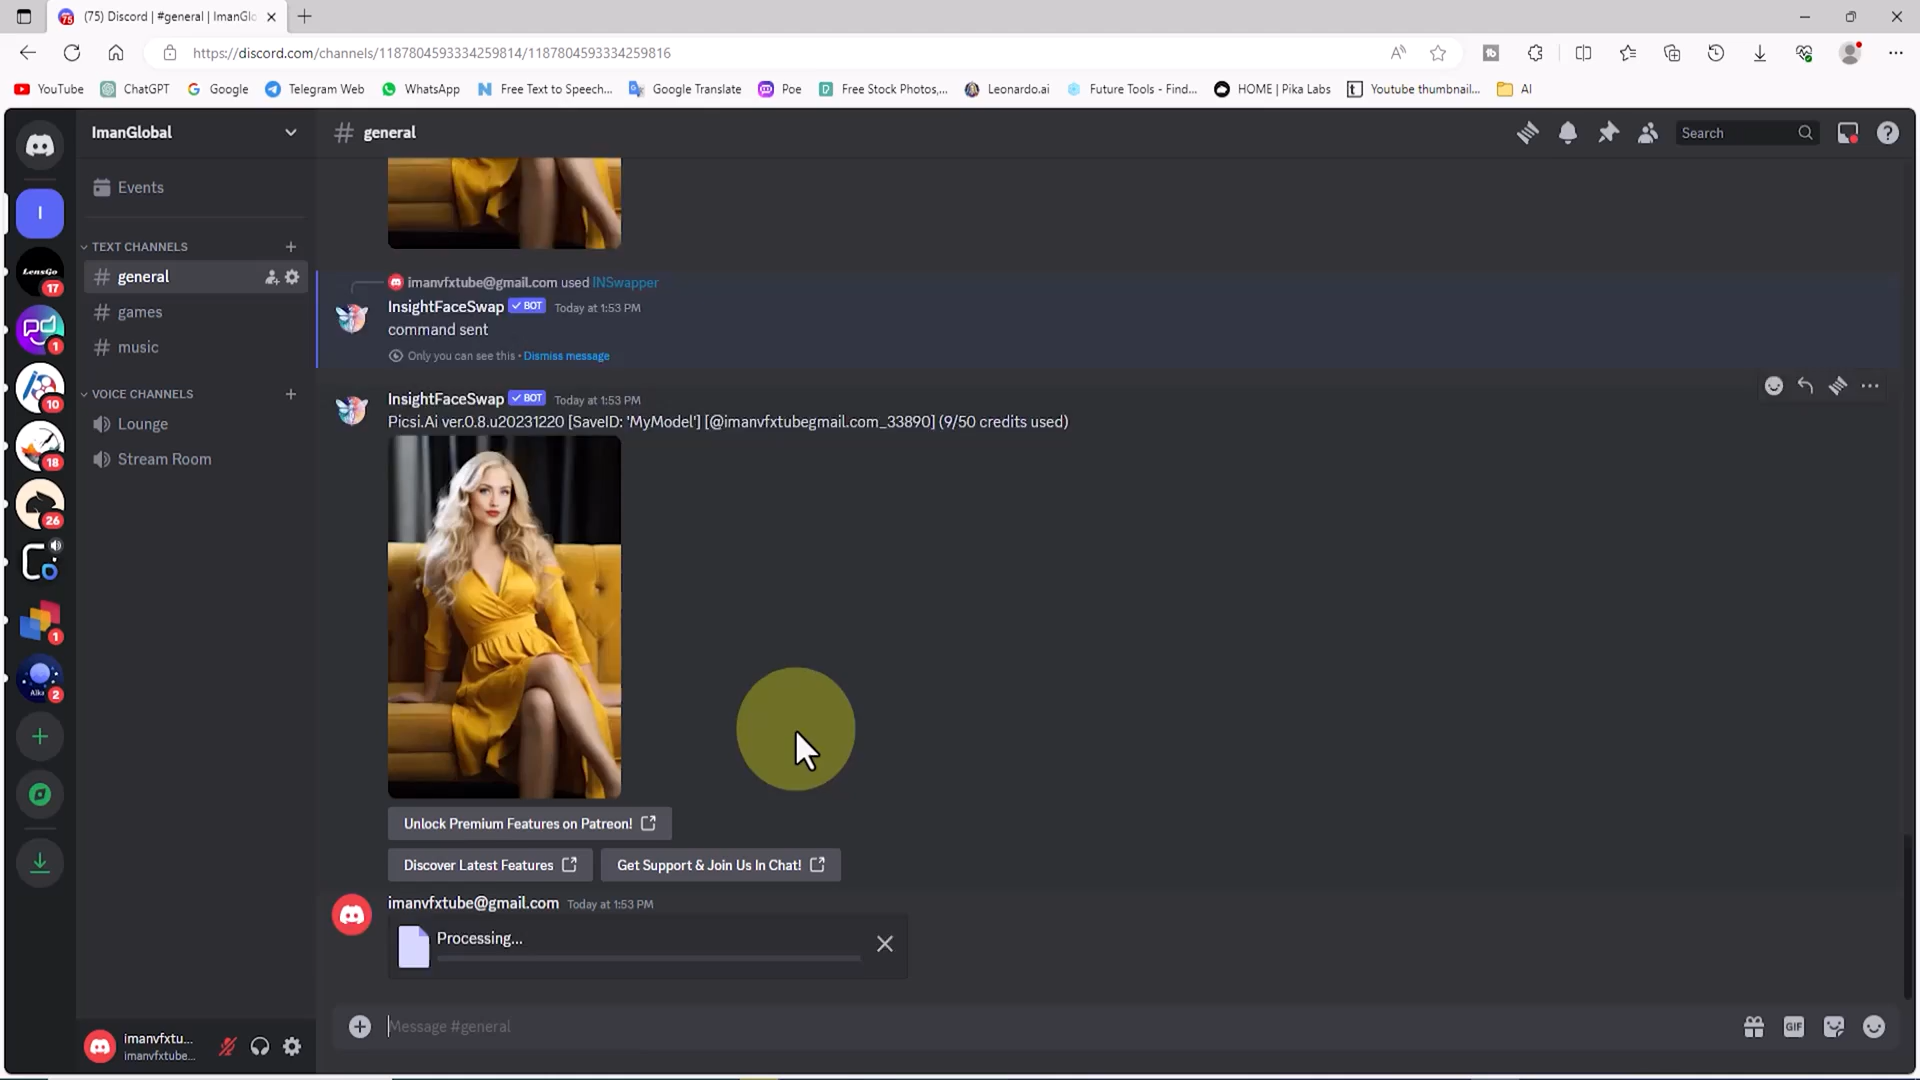 (75) Discord | #general | ImanGlo
https://discord.com/channels/1187804593334259814/1187804593334259816
YouTube ChatGPT Google Telegram Web WhatsApp Free Text to Speech... Google Translate Poe Free Stock Photos,... Leonardo.ai Future Tools - Find... HOME | Pika Labs Youtube thumbnail... AI
ImanGlobal
# general
Search
Events
TEXT CHANNELS
general
games
music
VOICE CHANNELS
Lounge
Stream Room
I
LensGo
17
1
10
18
26
1
Aika
2
imanvfxtube@gmail.com used INSwapper
InsightFaceSwap BOT Today at 1:53 PM
command sent
Only you can see this • Dismiss message
InsightFaceSwap BOT Today at 1:53 PM
Picsi.Ai ver.0.8.u20231220 [SaveID: 'MyModel'] [@imanvfxtubegmail.com_33890] (9/50 credits used)
Unlock Premium Features on Patreon!
Discover Latest Features Get Support & Join Us In Chat!
imanvfxtube@gmail.com Today at 1:53 PM
Processing...
Message #general
GIF
imanvfxtu...
imanvfxtube...